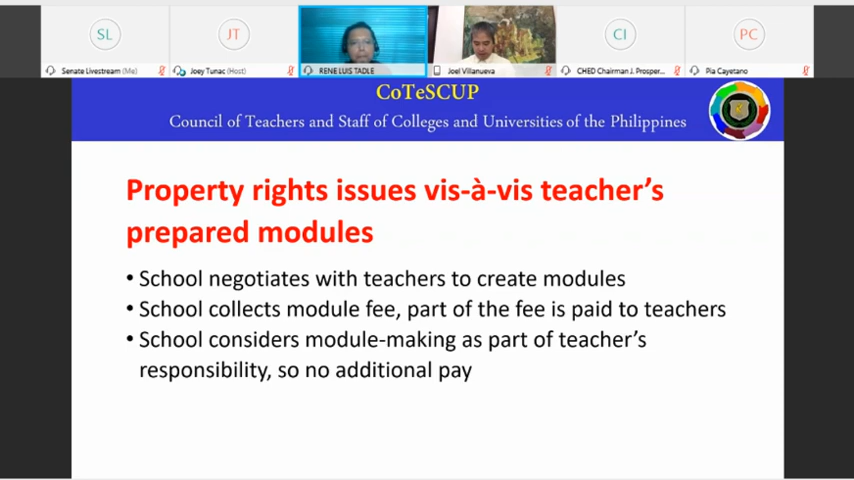 SL
JT
CI
PC
Senate Livestream (Me)
Joey Tunac (Host)
RENE LUIS TADLE
Joel Villanueva
CHED Chairman J. Prosper...
Pia Cayetano
CoTeSCUP
Council of Teachers and Staff of Colleges and Universities of the Philippines
Property rights issues vis-à-vis teacher's
prepared modules
• School negotiates with teachers to create modules
• School collects module fee, part of the fee is paid to teachers
• School considers module-making as part of teacher's
responsibility, so no additional pay